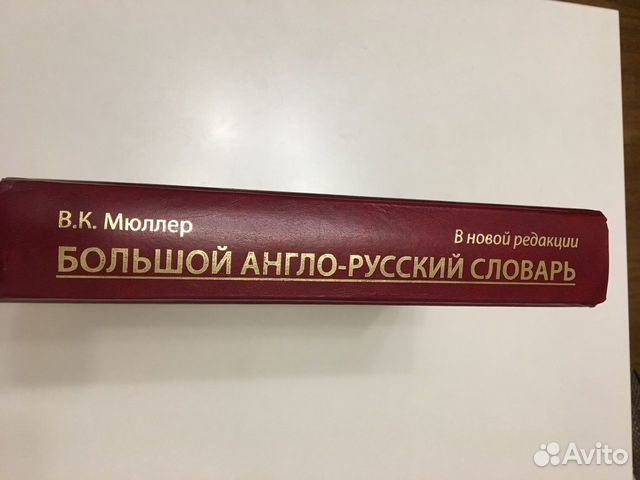 В.К. Мюллер
В новой редакции
БОЛЬШОЙ АНГЛО-РУССКИЙ СЛОВАРЬ
Avito